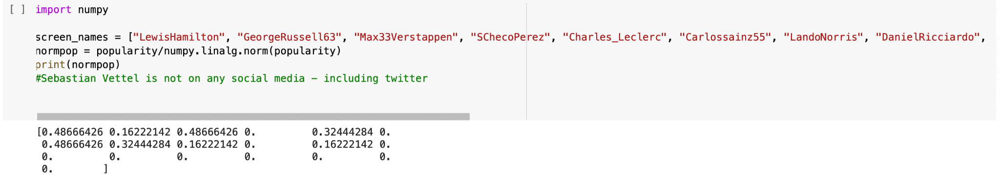 [ ] import numpy
screen_names = ["LewisHamilton", "GeorgeRussell63", "Max33Verstappen", "SChecoPerez", "Charles_Leclerc", "Carlossainz55", "LandoNorris", "DanielRicciardo",
normpop = popularity/numpy.linalg.norm(popularity)
print(normpop)
#Sebastian Vettel is not on any social media – including twitter
[0.48666426 0.16222142 0.48666426 0.         0.32444284 0.
 0.48666426 0.32444284 0.16222142 0.         0.16222142 0.
 0.         0.         0.         0.         0.         0.
 0.        ]